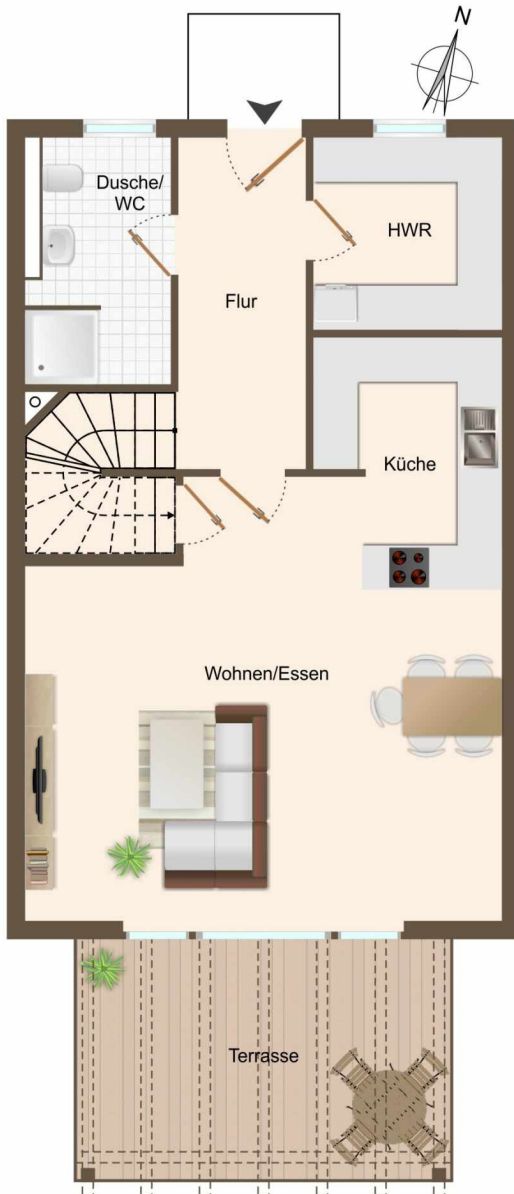 N
Dusche/
WC
HWR
Flur
Küche
Wohnen/Essen
Terrasse